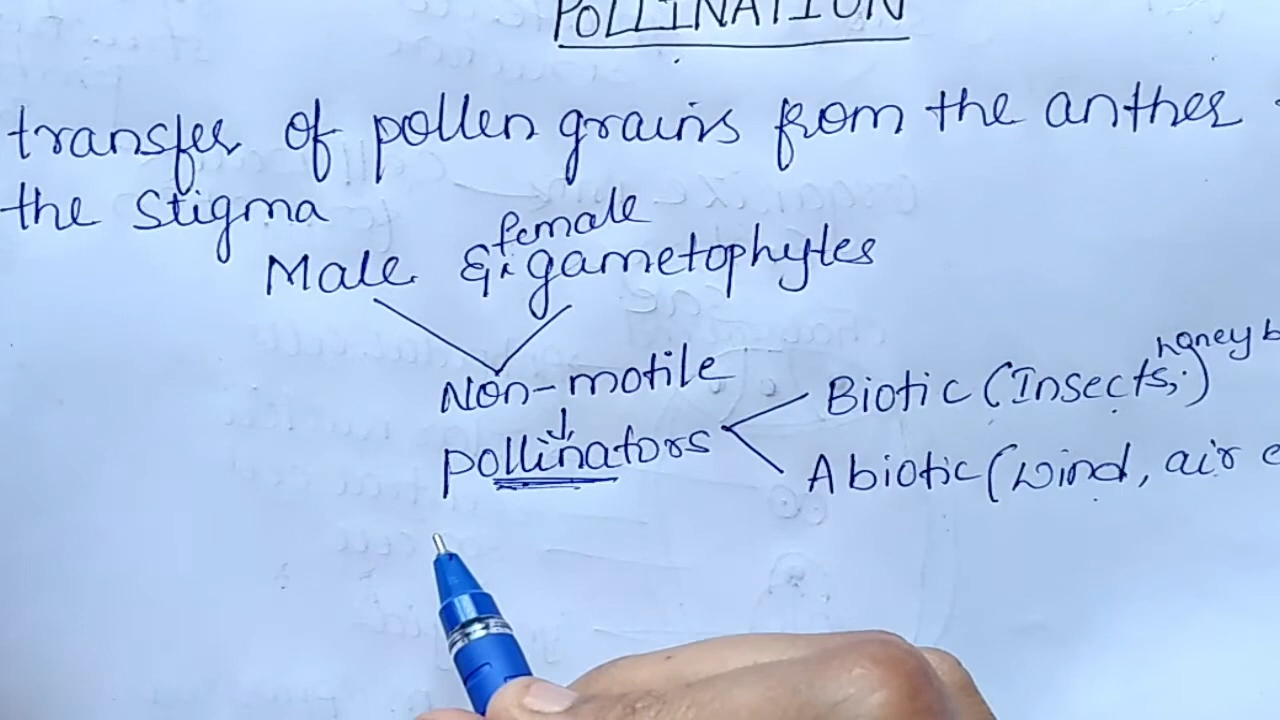 POLLINATION
transfer of pollen grains from the anther
the stigma
female
Male & gametophytes
honey b
Non-motile
Biotic (Insects,)
pollinators
Abiotic (wind, air e